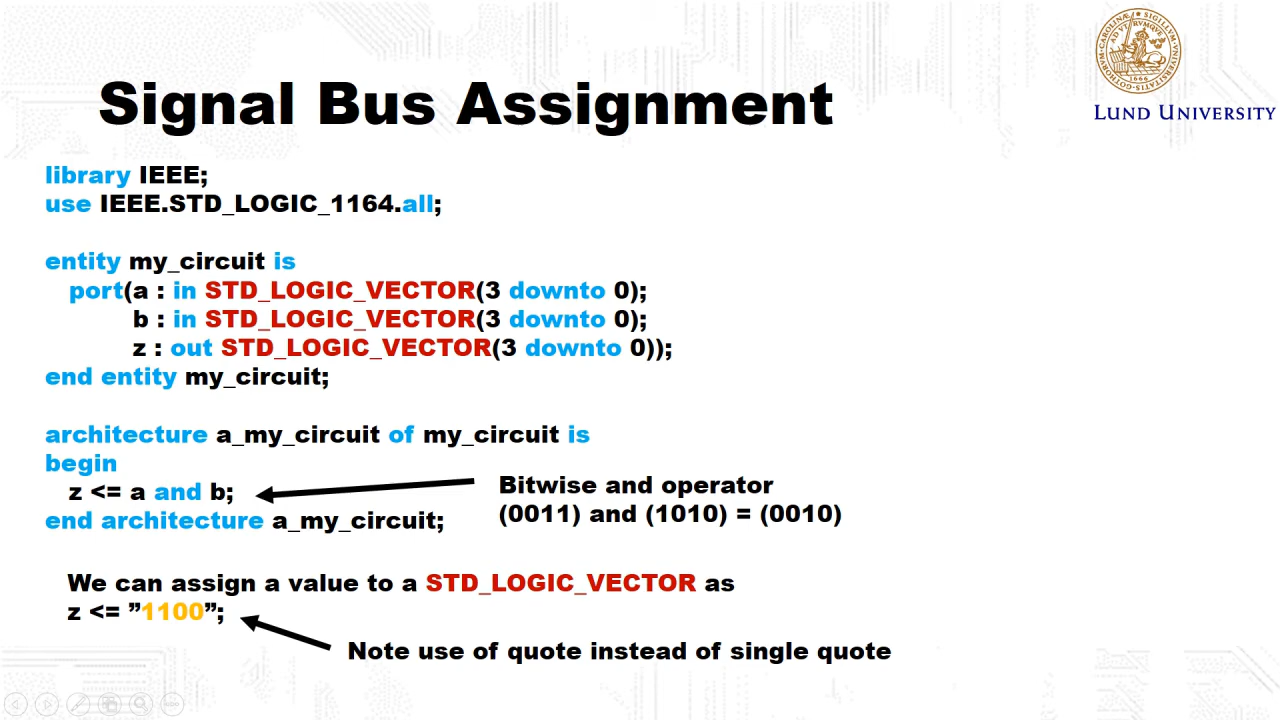 Signal Bus Assignment
LUND UNIVERSITY
library IEEE;
use IEEE.STD_LOGIC_1164.all;
entity my_circuit is
port(a : in STD_LOGIC_VECTOR(3 downto 0);
b : in STD_LOGIC_VECTOR(3 downto 0);
z : out STD_LOGIC_VECTOR(3 downto 0));
end entity my_circuit;
architecture a_my_circuit of my_circuit is
begin
z <= a and b;
end architecture a_my_circuit;
Bitwise and operator
(0011) and (1010) = (0010)
We can assign a value to a STD_LOGIC_VECTOR as
z <= ”1100”;
Note use of quote instead of single quote